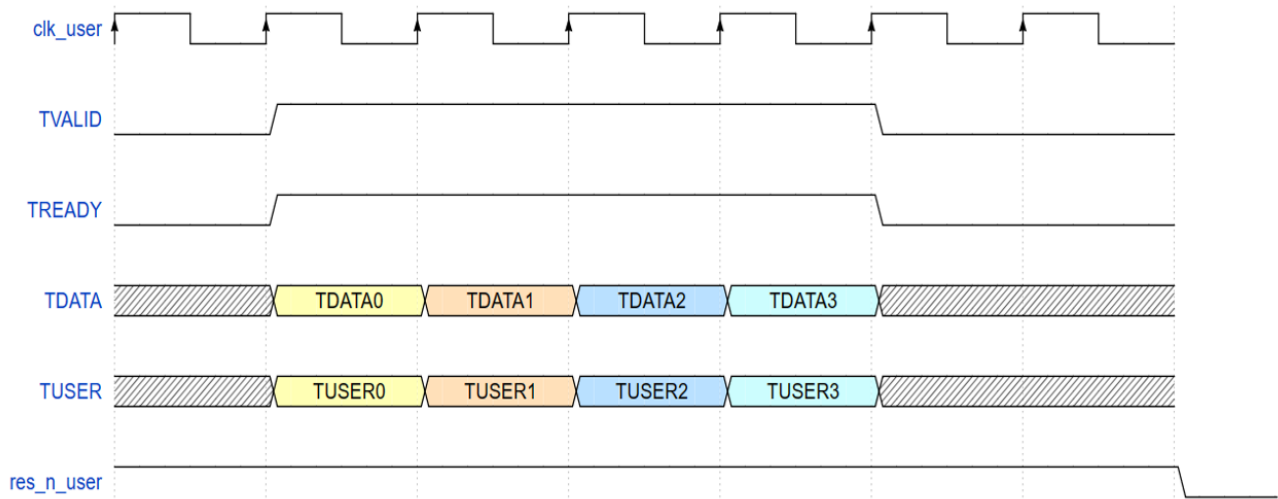 clk_user
TVALID
TREADY
TDATA TDATA0 TDATA1 TDATA2 TDATA3
TUSER TUSER0 TUSER1 TUSER2 TUSER3
res_n_user